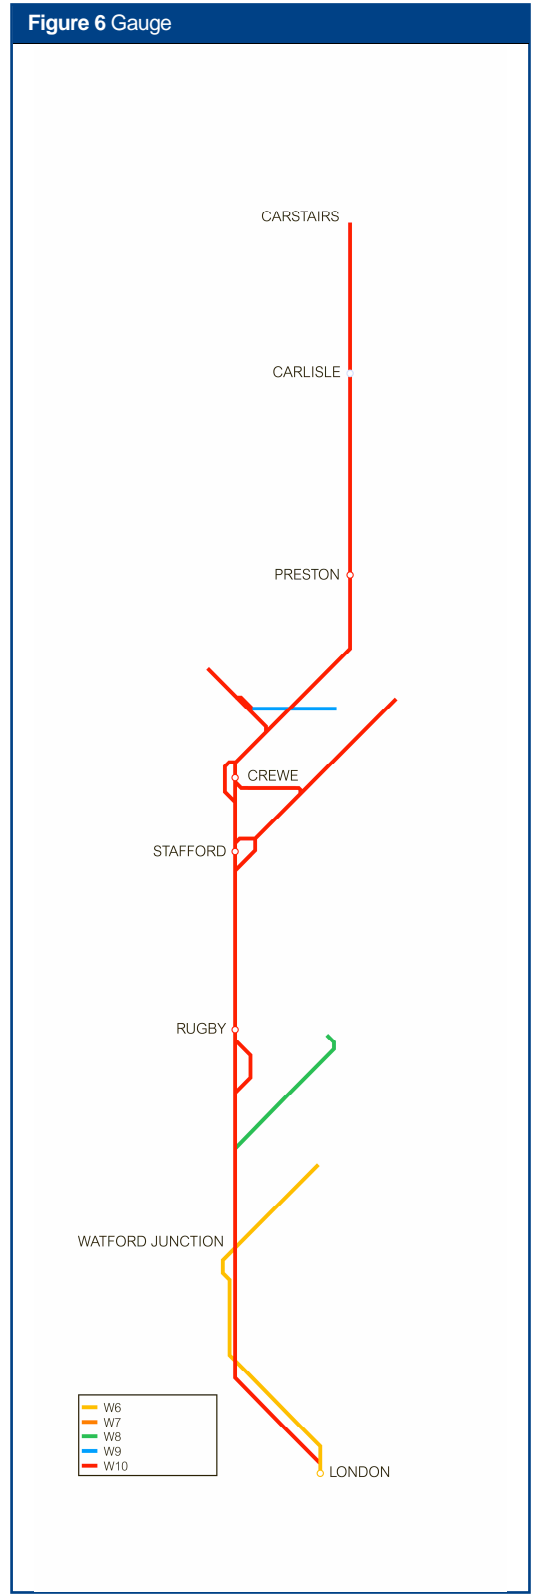 Figure 6 Gauge
CARSTAIRS
CARLISLE
PRESTON
CREWE
STAFFORD
RUGBY
WATFORD JUNCTION
W6
W7
W8
W9
W10
LONDON